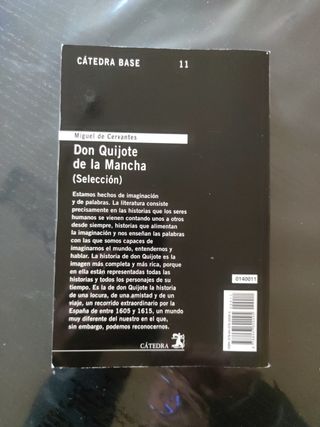 CÁTEDRA BASE 11
Miguel de Cervantes
Don Quijote
de la Mancha
(Selección)
Estamos hechos de imaginación
y de palabras. La literatura consiste
precisamente en las historias que los seres
humanos se vienen contando unos a otros
desde siempre, historias que alimentan
la imaginación y nos enseñan las palabras
con las que somos capaces de
imaginarnos el mundo, entendernos y
hablar. La historia de don Quijote es la
imagen más completa y más rica, porque
en ella están representadas todas las
historias y todos los personajes de su
tiempo. Es la de don Quijote la historia
de una locura, de una amistad y de un
viaje, un recorrido extraordinario por la
España de entre 1605 y 1615, un mundo
muy diferente del nuestro en el que,
sin embargo, podemos reconocernos.
0140011
CÁTEDRA